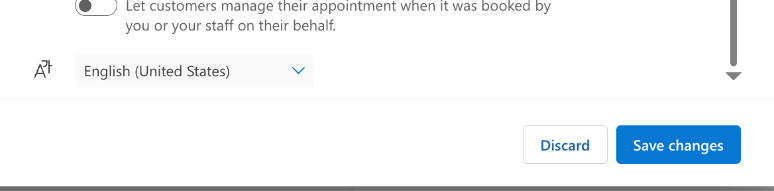 Let customers manage their appointment when it was booked by
you or your staff on their behalf.
English (United States)
Discard
Save changes